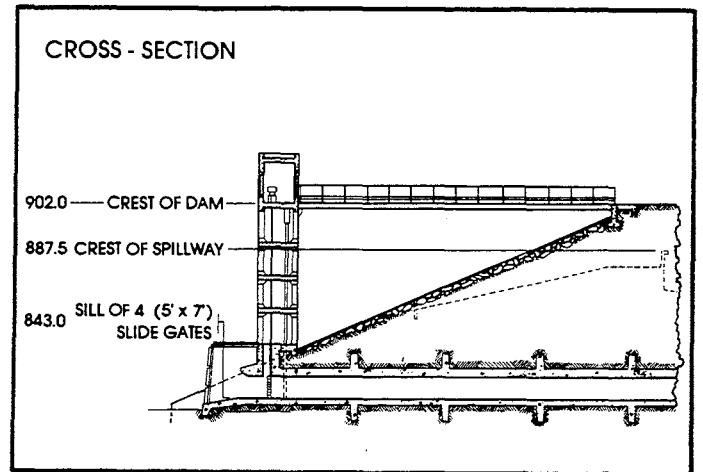 CROSS - SECTION
902.0 CREST OF DAM
887.5 CREST OF SPILLWAY
843.0 SILL OF 4 (5' x 7')
SLIDE GATES